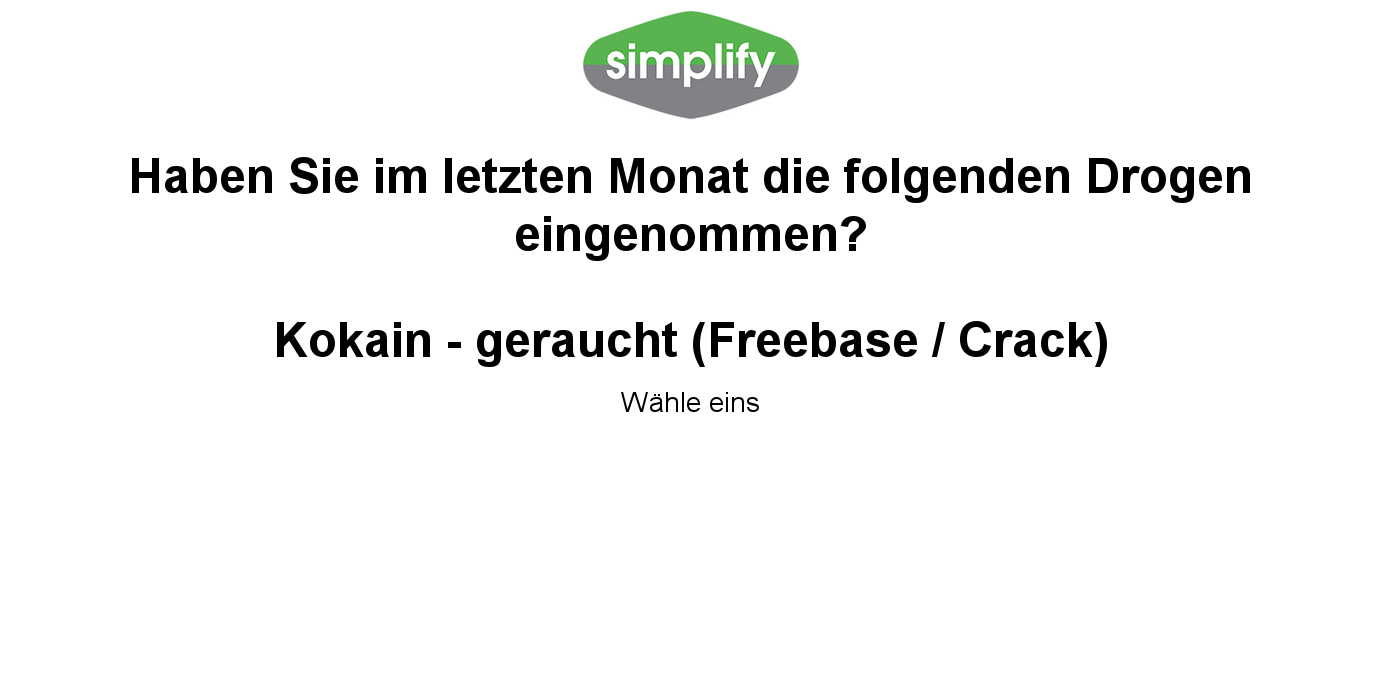 simplify
Haben Sie im letzten Monat die folgenden Drogen
eingenommen?
Kokain - geraucht (Freebase / Crack)
Wähle eins